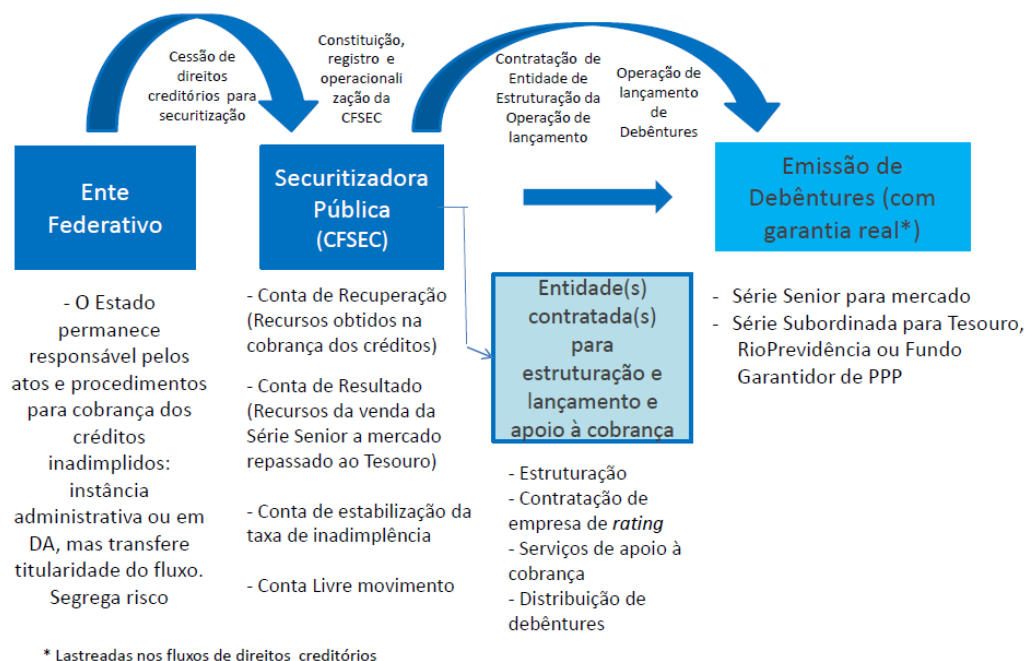 Cessão de
direitos
creditórios para
securitização
Constituição,
registro e
operacionali
zação da
CFSEC
Contratação de
Entidade de
Estruturação da
Operação de
lançamento
Operação de
lançamento
de
Debêntures
Ente
Federativo
Securitizadora
Pública
(CFSEC)
Emissão de
Debêntures (com
garantia real*)
- O Estado
permanece
responsável pelos
atos e procedimentos
para cobrança dos
créditos
inadimplidos:
instância
administrativa ou em
DA, mas transfere
titularidade do fluxo.
Segrega risco
- Conta de Recuperação
(Recursos obtidos na
cobrança dos créditos)
- Conta de Resultado
(Recursos da venda da
Série Senior a mercado
repassado ao Tesouro)
- Conta de estabilização da
taxa de inadimplência
- Conta Livre movimento
Entidade(s)
contratada(s)
para
estruturação e
lançamento e
apoio à cobrança
- Estruturação
- Contratação de
empresa de rating
- Serviços de apoio à
cobrança
- Distribuição de
debêntures
- Série Senior para mercado
- Série Subordinada para Tesouro,
RioPrevidência ou Fundo
Garantidor de PPP
* Lastreadas nos fluxos de direitos creditórios